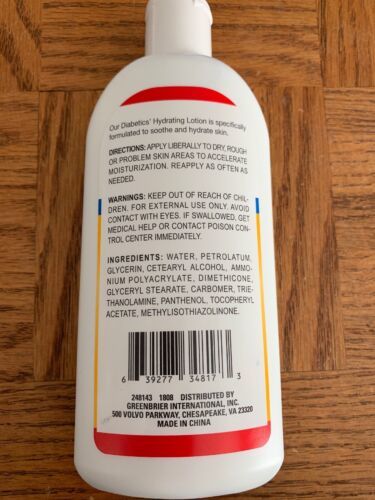 Our Diabetics' Hydrating Lotion is specifically
formulated to soothe and hydrate skin.
DIRECTIONS: APPLY LIBERALLY TO DRY, ROUGH
OR PROBLEM SKIN AREAS TO ACCELERATE
MOISTURIZATION. REAPPLY AS OFTEN AS
NEEDED.
WARNINGS: KEEP OUT OF REACH OF CHIL-
DREN. FOR EXTERNAL USE ONLY. AVOID
CONTACT WITH EYES. IF SWALLOWED, GET
MEDICAL HELP OR CONTACT POISON CON-
TROL CENTER IMMEDIATELY.
INGREDIENTS: WATER, PETROLATUM,
GLYCERIN, CETEARYL ALCOHOL, AMMO-
NIUM POLYACRYLATE, DIMETHICONE,
GLYCERYL STEARATE, CARBOMER, TRIE-
THANOLAMINE, PANTHENOL, TOCOPHERYL
ACETATE, METHYLISOTHIAZOLINONE.
6 39277 34817 3
248143 1808 DISTRIBUTED BY
GREENBRIER INTERNATIONAL, INC.
500 VOLVO PARKWAY, CHESAPEAKE, VA 23320
MADE IN CHINA